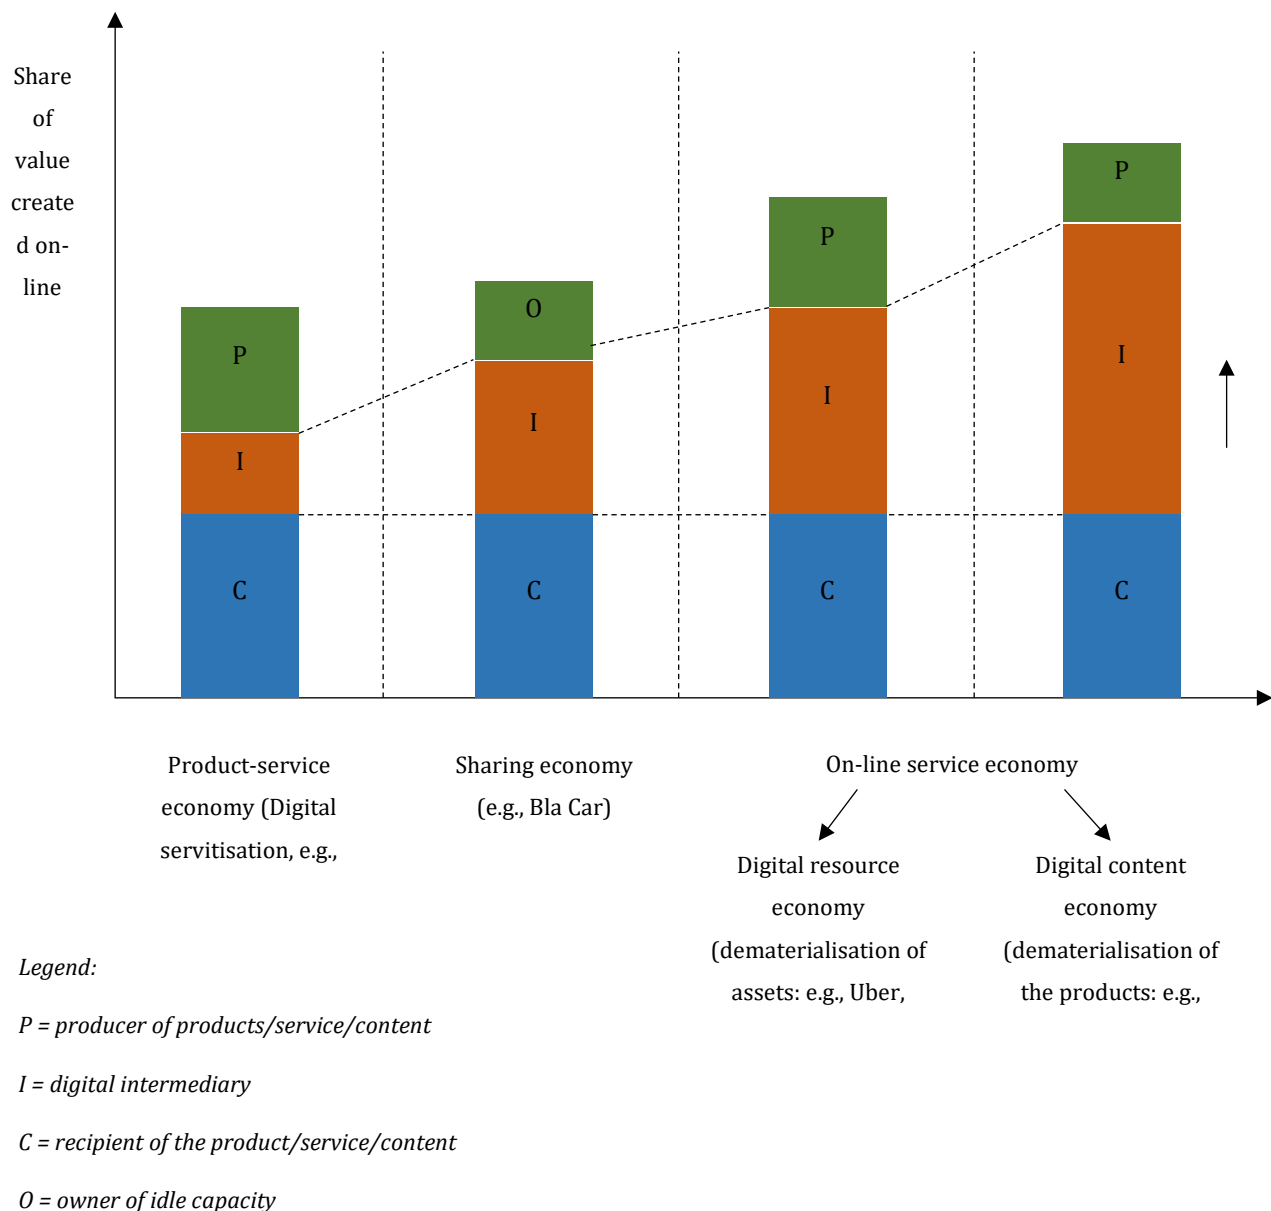 Share
of
value
create
d on-
line
P
I
C
O
I
C
P
I
C
P
I
C
Product-service
economy (Digital
servitisation, e.g.,
Sharing economy
(e.g., Bla Car)
On-line service economy
Digital resource
economy
(dematerialisation of
assets: e.g., Uber,
Digital content
economy
(dematerialisation of
the products: e.g.,
Legend:
P = producer of products/service/content
I = digital intermediary
C = recipient of the product/service/content
O = owner of idle capacity